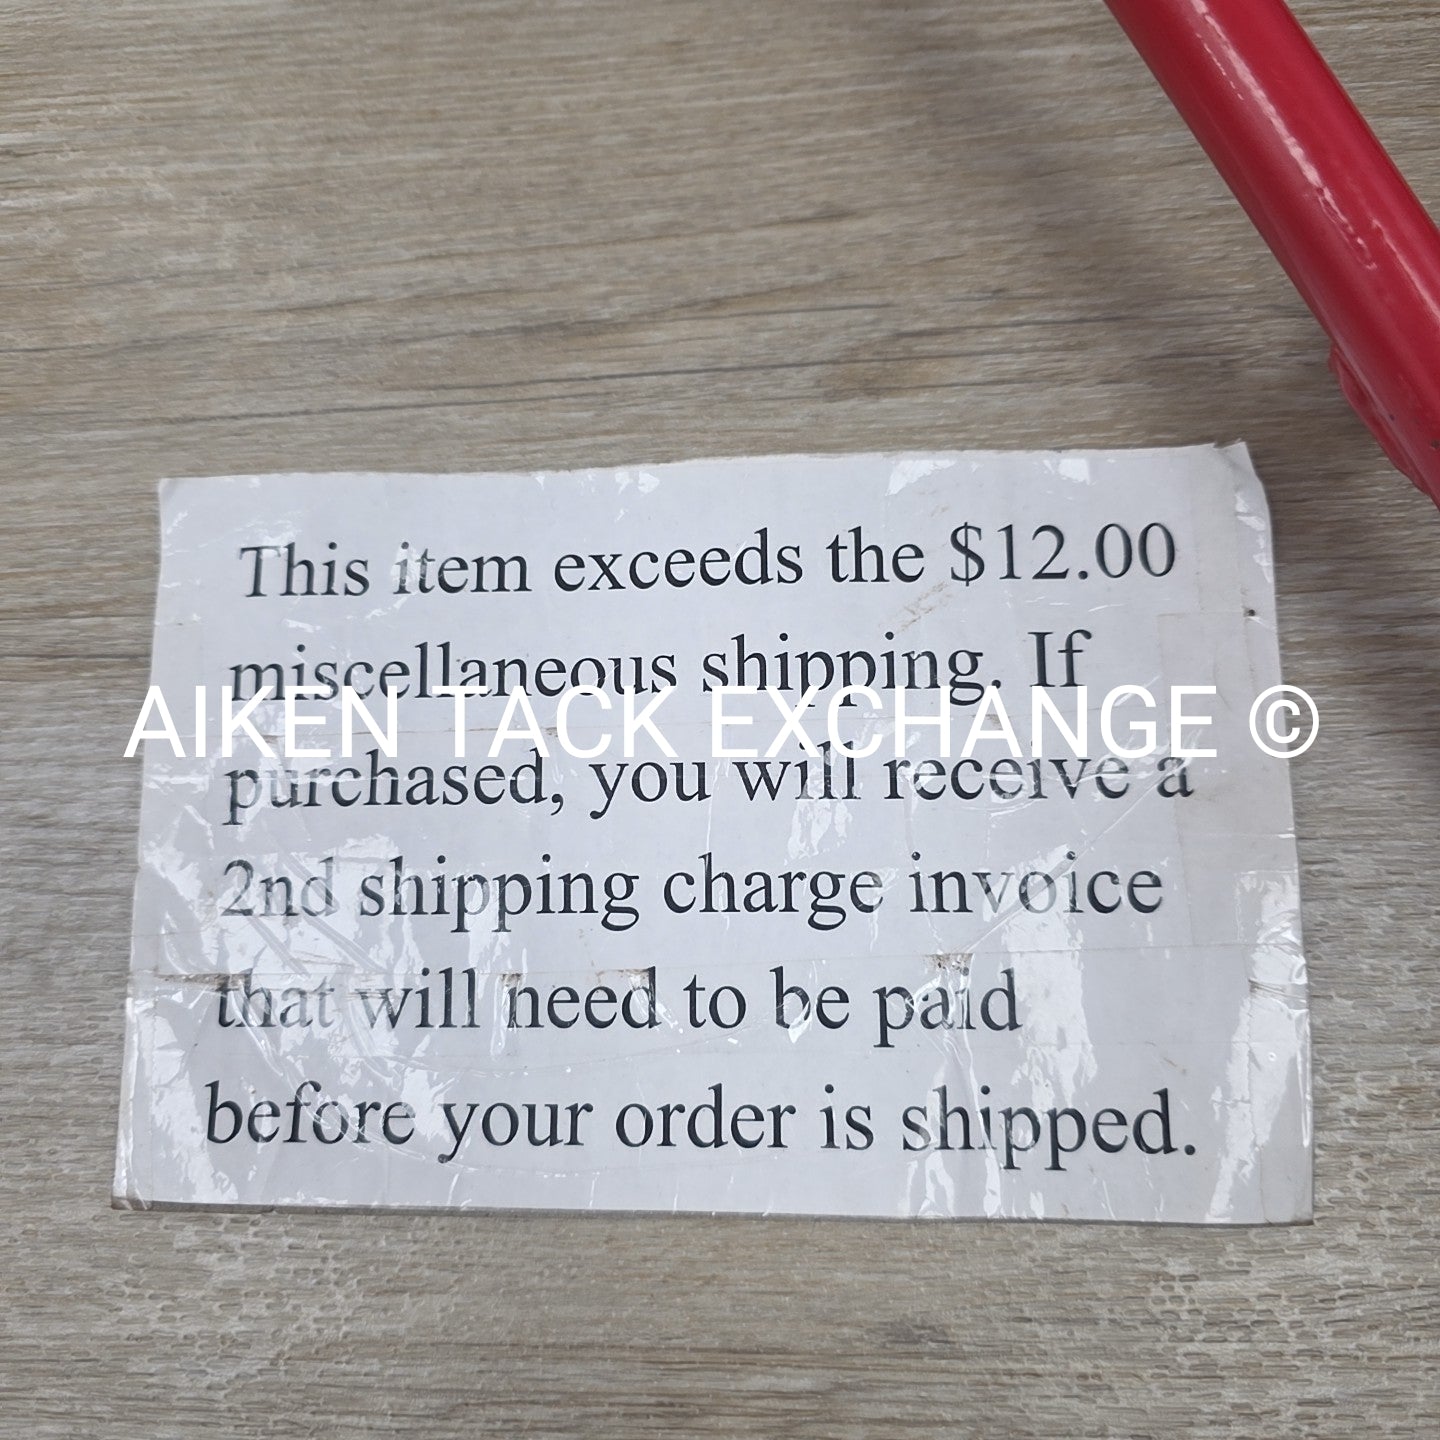 This item exceeds the $12.00
miscellaneous shipping. If
AIKEN TACK EXCHANGE ©
purchased, you will receive a
2nd shipping charge invoice
that will need to be paid
before your order is shipped.